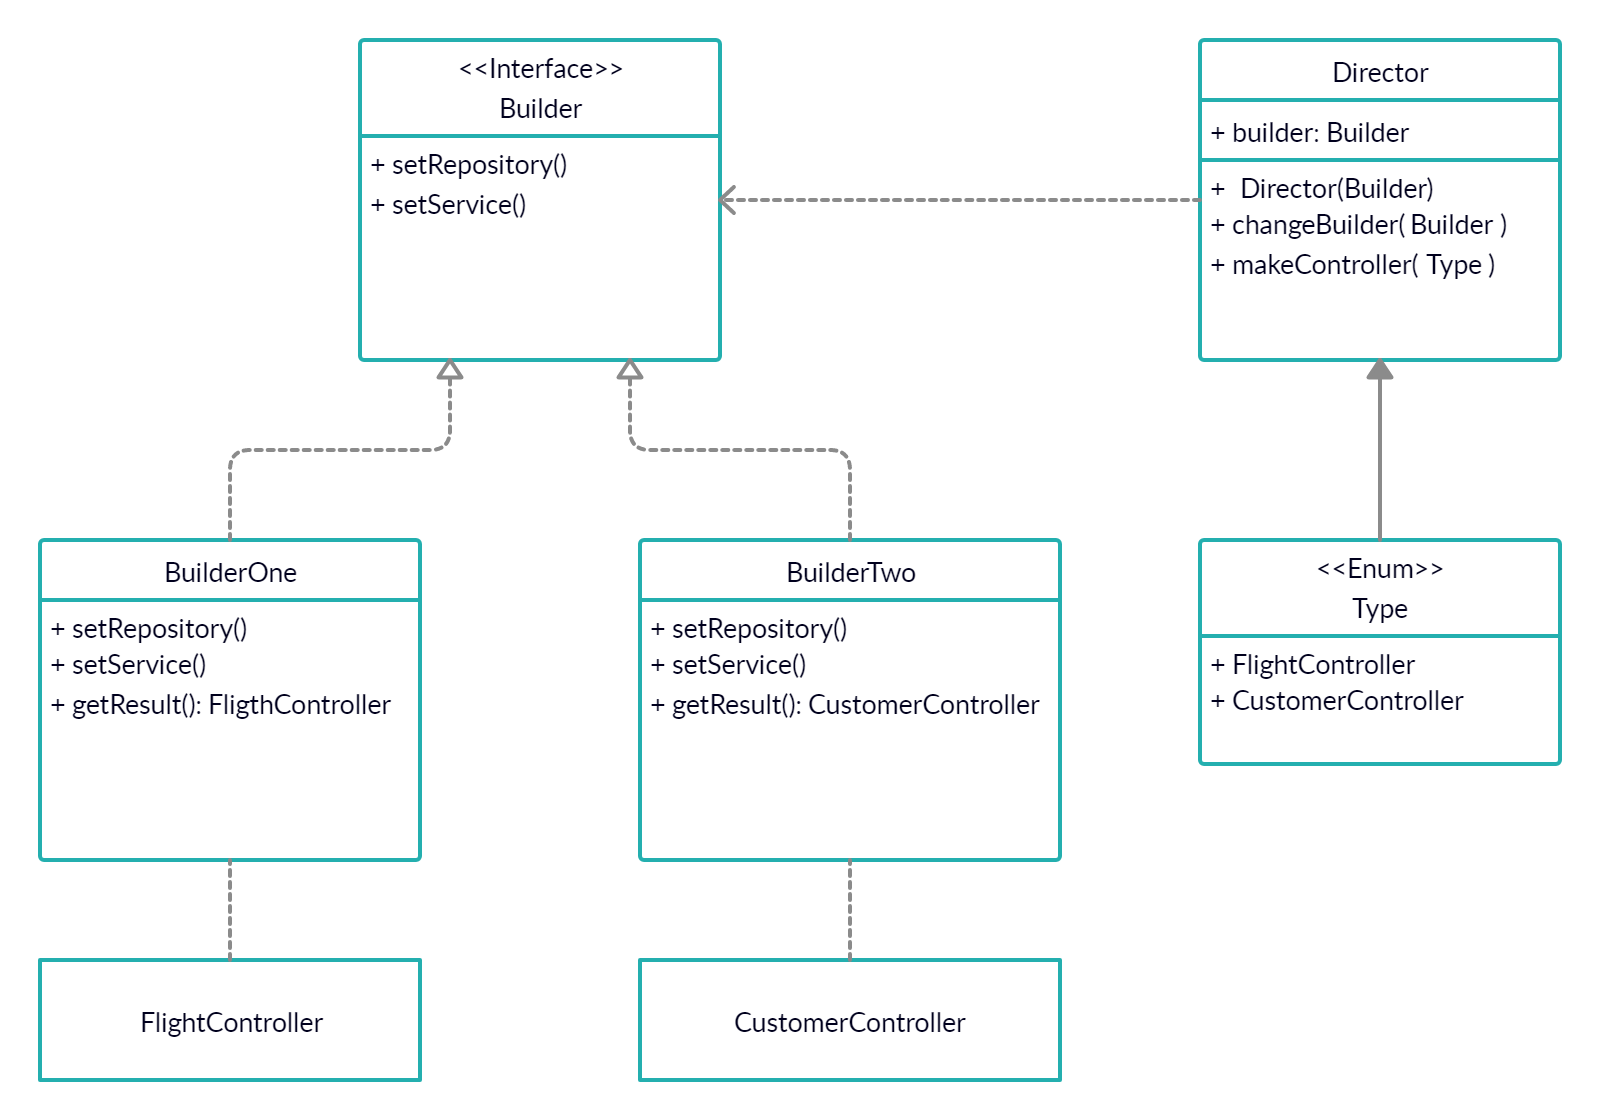 <<Interface>>
Builder
+ setRepository()
+ setService()
Director
+ builder: Builder
+ Director(Builder)
+ changeBuilder( Builder )
+ makeController( Type )
BuilderOne
+ setRepository()
+ setService()
+ getResult(): FligthController
BuilderTwo
+ setRepository()
+ setService()
+ getResult(): CustomerController
<<Enum>>
Type
+ FlightController
+ CustomerController
FlightController
CustomerController